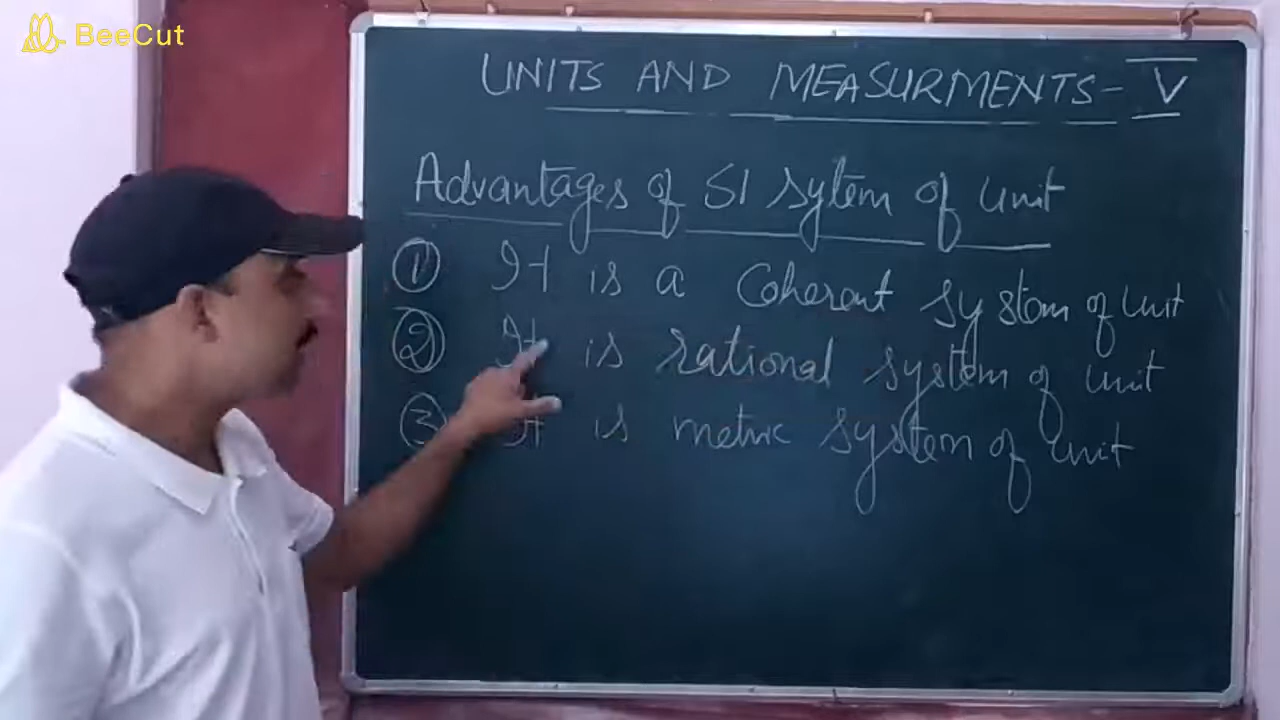 BeeCut
UNITS AND MEASURMENTS - V
Advantages of SI sytem of unit
① It is a Coherent system of unit
② It is rational system of unit
③ It is metric system of unit